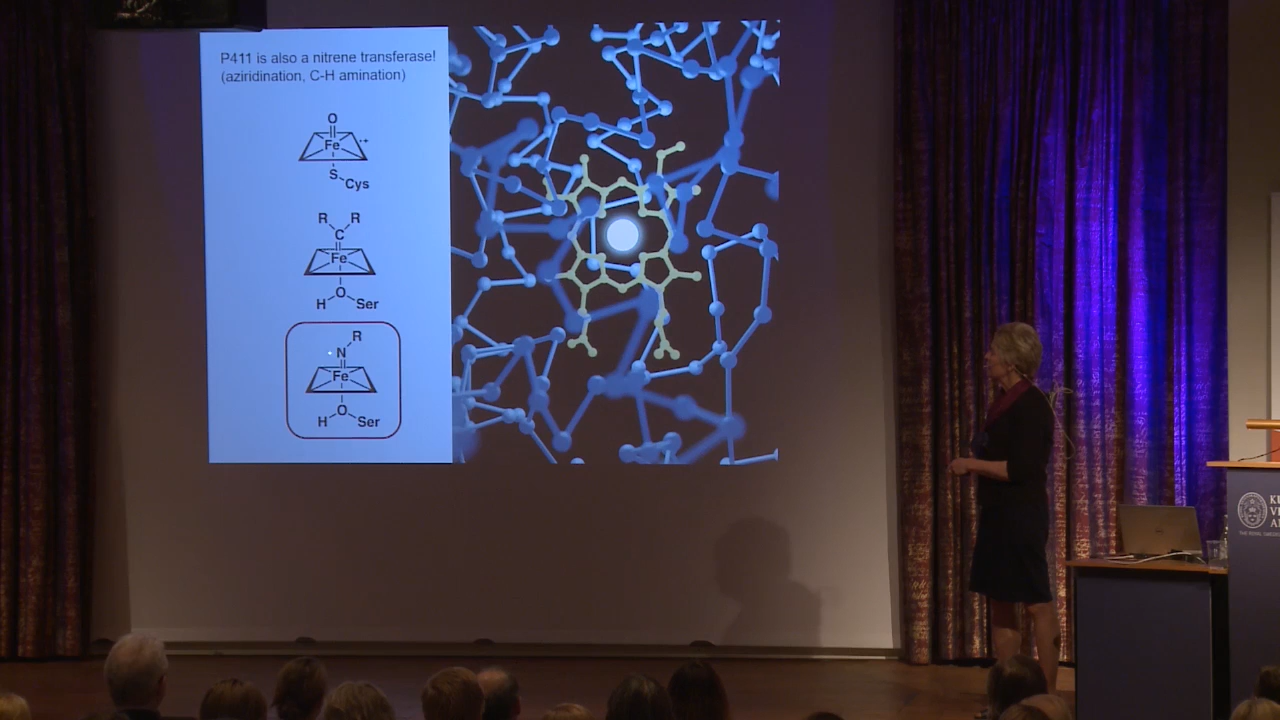 P411 is also a nitrene transferase!
(aziridination, C-H amination)
O
Fe
·+
S
Cys
R R
C
Fe
O
H Ser
R
N
Fe
O
H Ser